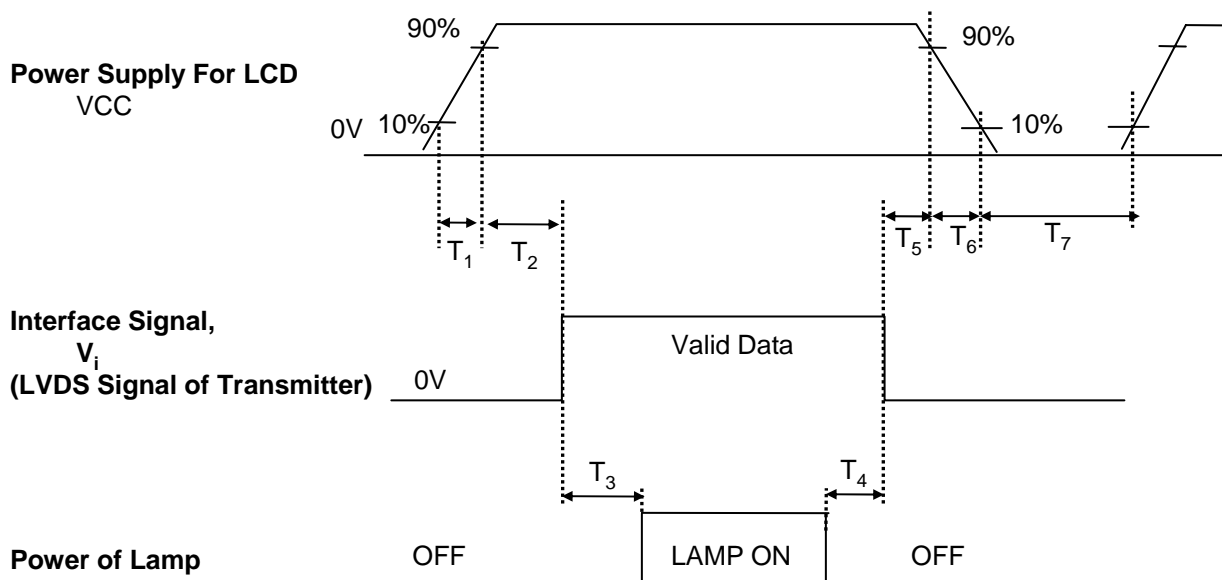 90%
90%
Power Supply For LCD
VCC
0V
10%
10%
T1
T2
T5
T6
T7
Interface Signal,
Vi
(LVDS Signal of Transmitter)
Valid Data
0V
T3
T4
Power of Lamp
OFF
LAMP ON
OFF